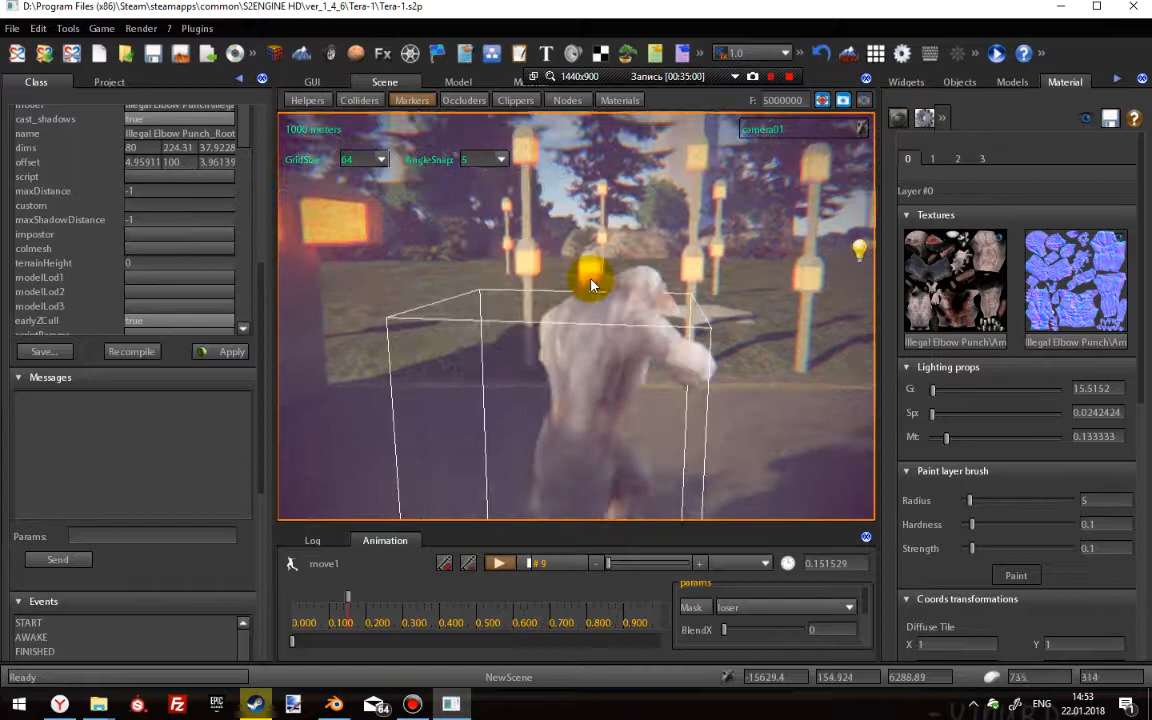 D:\Program Files (x86)\Steam\steamapps\common\S2ENGINE HD\ver_1_4_6\Tera-1\Tera-1.s2p
File Edit Tools Game Render ? Plugins
Fx T 1.0
Class Project GUI Scene Model 1440x900 Запись [00:35:00] Widgets Objects Models Material
Helpers Colliders Markers Occluders Clippers Nodes Materials F: 5000000
cast_shadows true
name Illegal Elbow Punch_Root
dims 80 224.31 37.9228
offset 4.95911 100 3.96139
script
maxDistance -1
custom
maxShadowDistance -1
impostor
colmesh
terrainHeight 0
modelLod1
modelLod2
modelLod3
earlyZCull true
Save... Recompile Apply
Messages
Params:
Send
Events
START
AWAKE
FINISHED
1000 meters camera01
GridSize 64 AngleSnap: 5
0 1 2 3
Layer #0
Textures
Illegal Elbow Punch\Am Illegal Elbow Punch\Am
Lighting props
G: 15.5152
Sp: 0.0242424
Mt: 0.133333
Paint layer brush
Radius 5
Hardness 0.1
Strength 0.1
Paint
Coords transformations
Diffuse Tile
X 1 Y 1
Log Animation
move1 # 9 - + 0.151529
params
Mask loser
BlendX 0
0.000 0.100 0.200 0.300 0.400 0.500 0.600 0.700 0.800 0.900
Ready NewScene -15629.4 154.924 6288.89 735 314
EPIC 64 ENG 14:53
22.01.2018 1